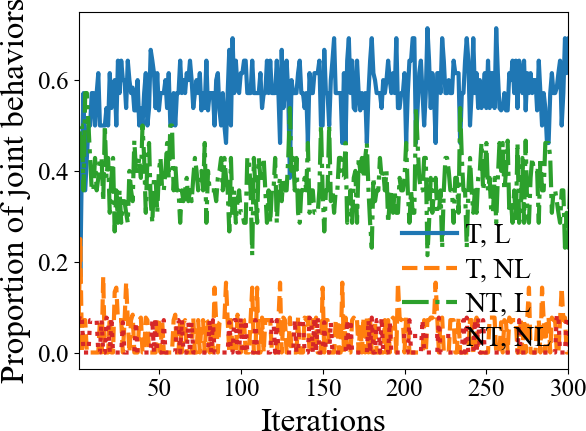 Proportion of joint behaviors
0.6
0.4
0.2
0.0
T, L
T, NL
NT, L
NT, NL
50
100
150
200
250
300
Iterations